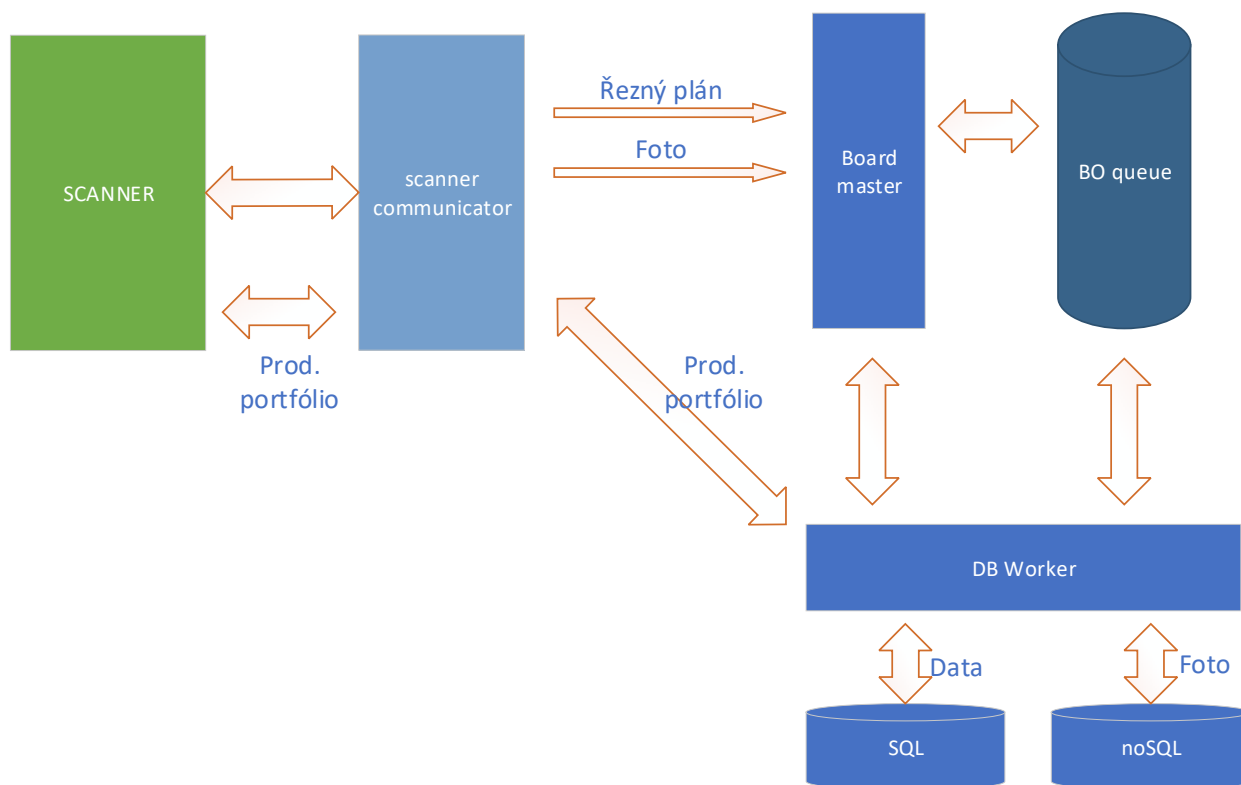 SCANNER
scanner
communicator
Řezný plán
Foto
Board
master
BO queue
Prod.
portfólio
Prod.
portfólio
DB Worker
Data
Foto
SQL
noSQL